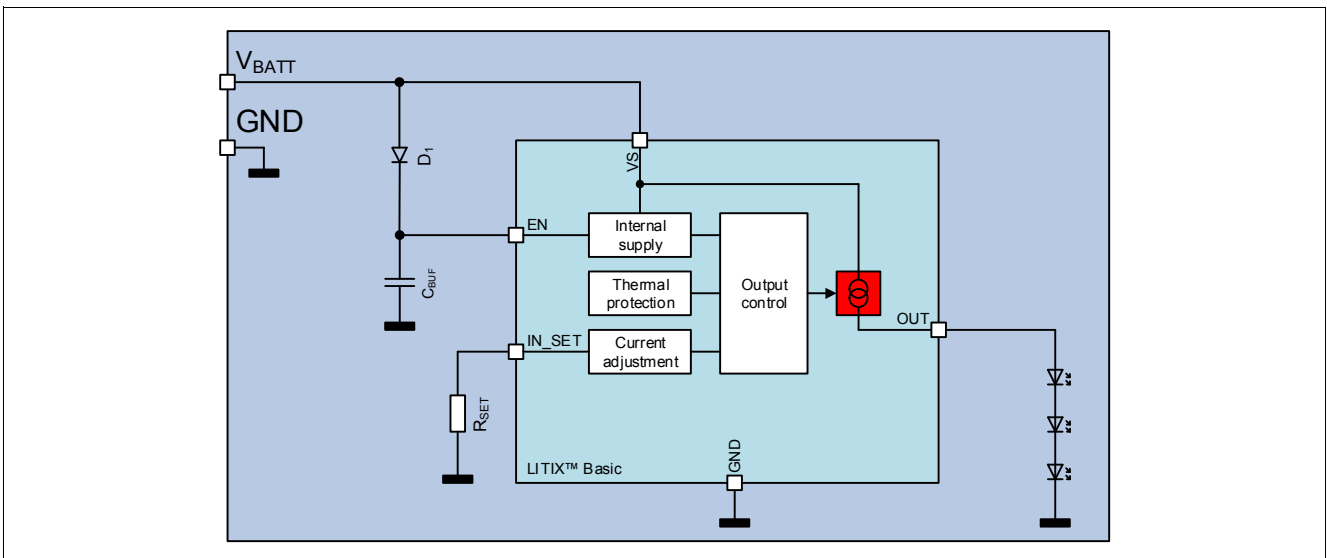 VBATT
GND
D1
VS
EN
Internal
supply
CBUF
Thermal
protection
Output
control
OUT
IN_SET
Current
adjustment
RSET
GND
LITIX™ Basic